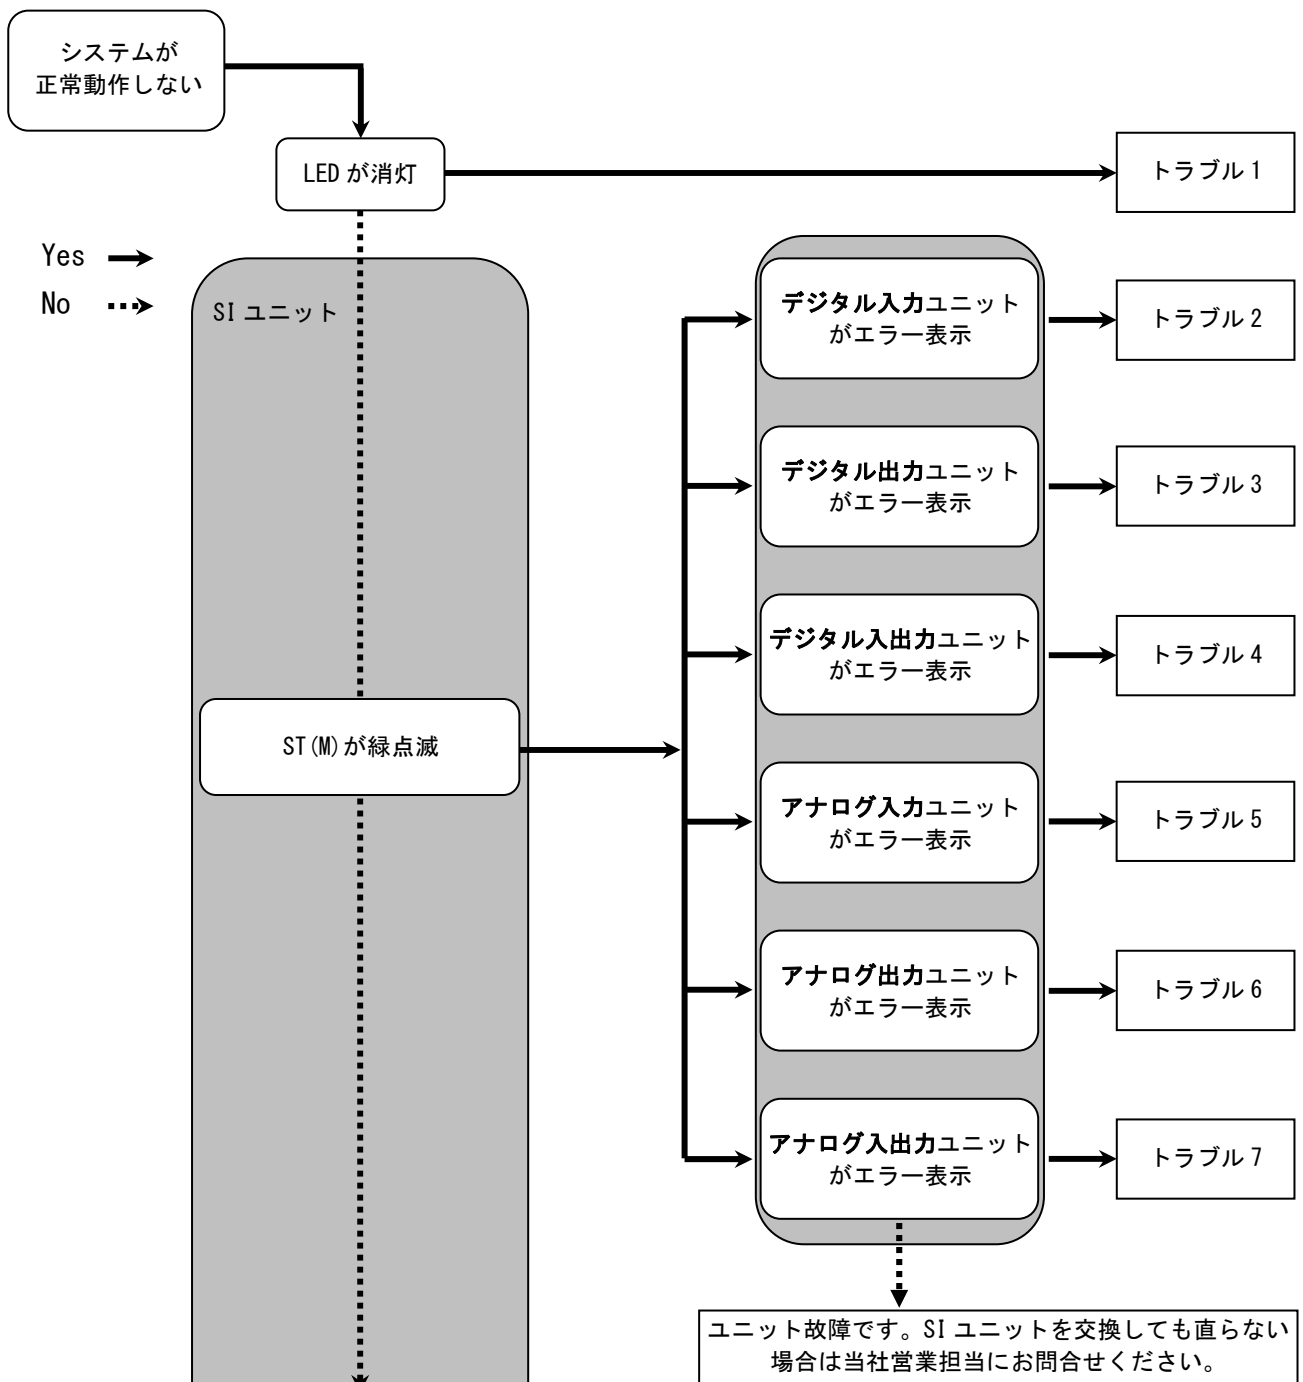 システムが
正常動作しない
LED が消灯
トラブル 1
Yes
No
SI ユニット
デジタル入力ユニット
がエラー表示
トラブル 2
デジタル出力ユニット
がエラー表示
トラブル 3
デジタル入出力ユニット
がエラー表示
トラブル 4
ST(M)が緑点滅
アナログ入力ユニット
がエラー表示
トラブル 5
アナログ出力ユニット
がエラー表示
トラブル 6
アナログ入出力ユニット
がエラー表示
トラブル 7
ユニット故障です。SI ユニットを交換しても直らない
場合は当社営業担当にお問合せください。